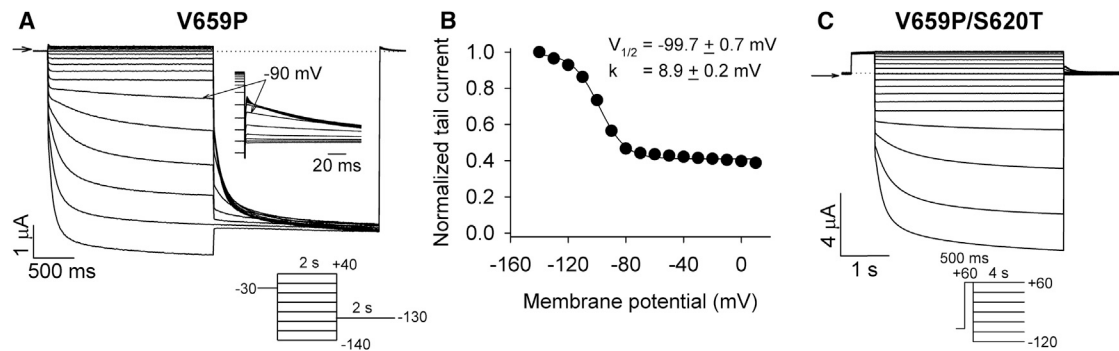 A
V659P
-90 mV
20 ms
1 µA
500 ms
2 s +40
-30
2 s
-130
-140
B
V1/2 = -99.7 ± 0.7 mV
k = 8.9 ± 0.2 mV
Normalized tail current
1.0
0.8
0.6
0.4
0.2
0.0
-160 -120 -80 -40 0
Membrane potential (mV)
C
V659P/S620T
4 µA
1 s
500 ms
+60 4 s
+60
-120